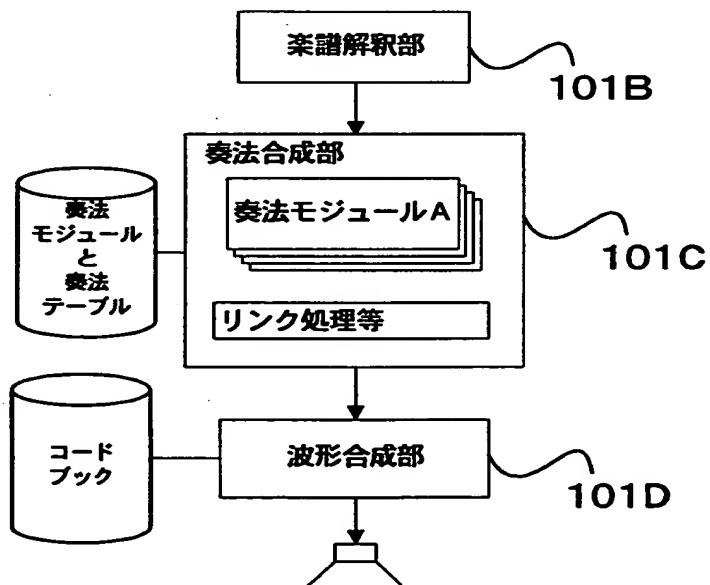 楽譜解釈部
101B
奏法合成部
奏法モジュールA
101C
リンク処理等
奏法
モジュール
と
奏法
テーブル
波形合成部
101D
コード
ブック